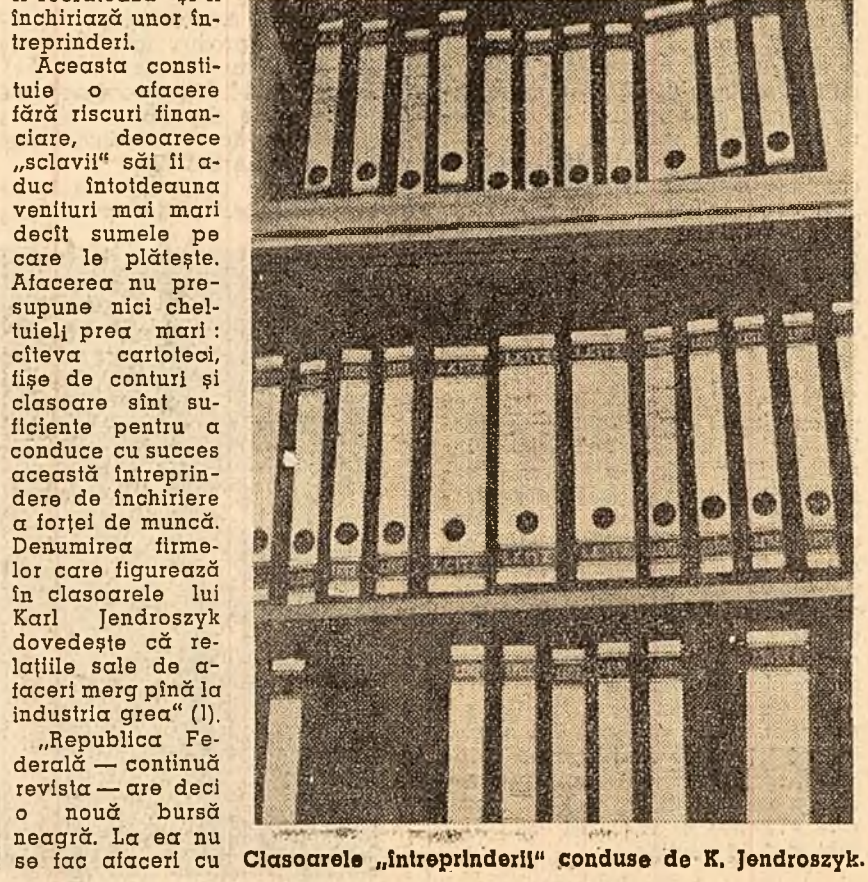 închiriază unor în-
treprinderi.
Aceasta consti-
tuie o afacere
fără riscuri finan-
ciare, deoarece
„sclavii“ săi îi a-
duc întotdeauna
venituri mai mari
decît sumele pe
care le plătește.
Afacerea nu pre-
supune nici chel-
tuieli prea mari :
cîteva cartoteci,
fișe de conturi și
clasoare sînt su-
ficiente pentru a
conduce cu succes
această întreprin-
dere de închiriere
a forței de muncă.
Denumirea firme-
lor care figurează
în clasoarele lui
Karl Jendroszyk
dovedește că re-
lațiile sale de a-
faceri merg pînă la
industria grea“ (1).
„Republica Fe-
derală — continuă
revista — are deci
o nouă bursă
neagră. La ea nu
se fac afaceri cu
Clasoarele „întreprinderii“ conduse de K. Jendroszyk.